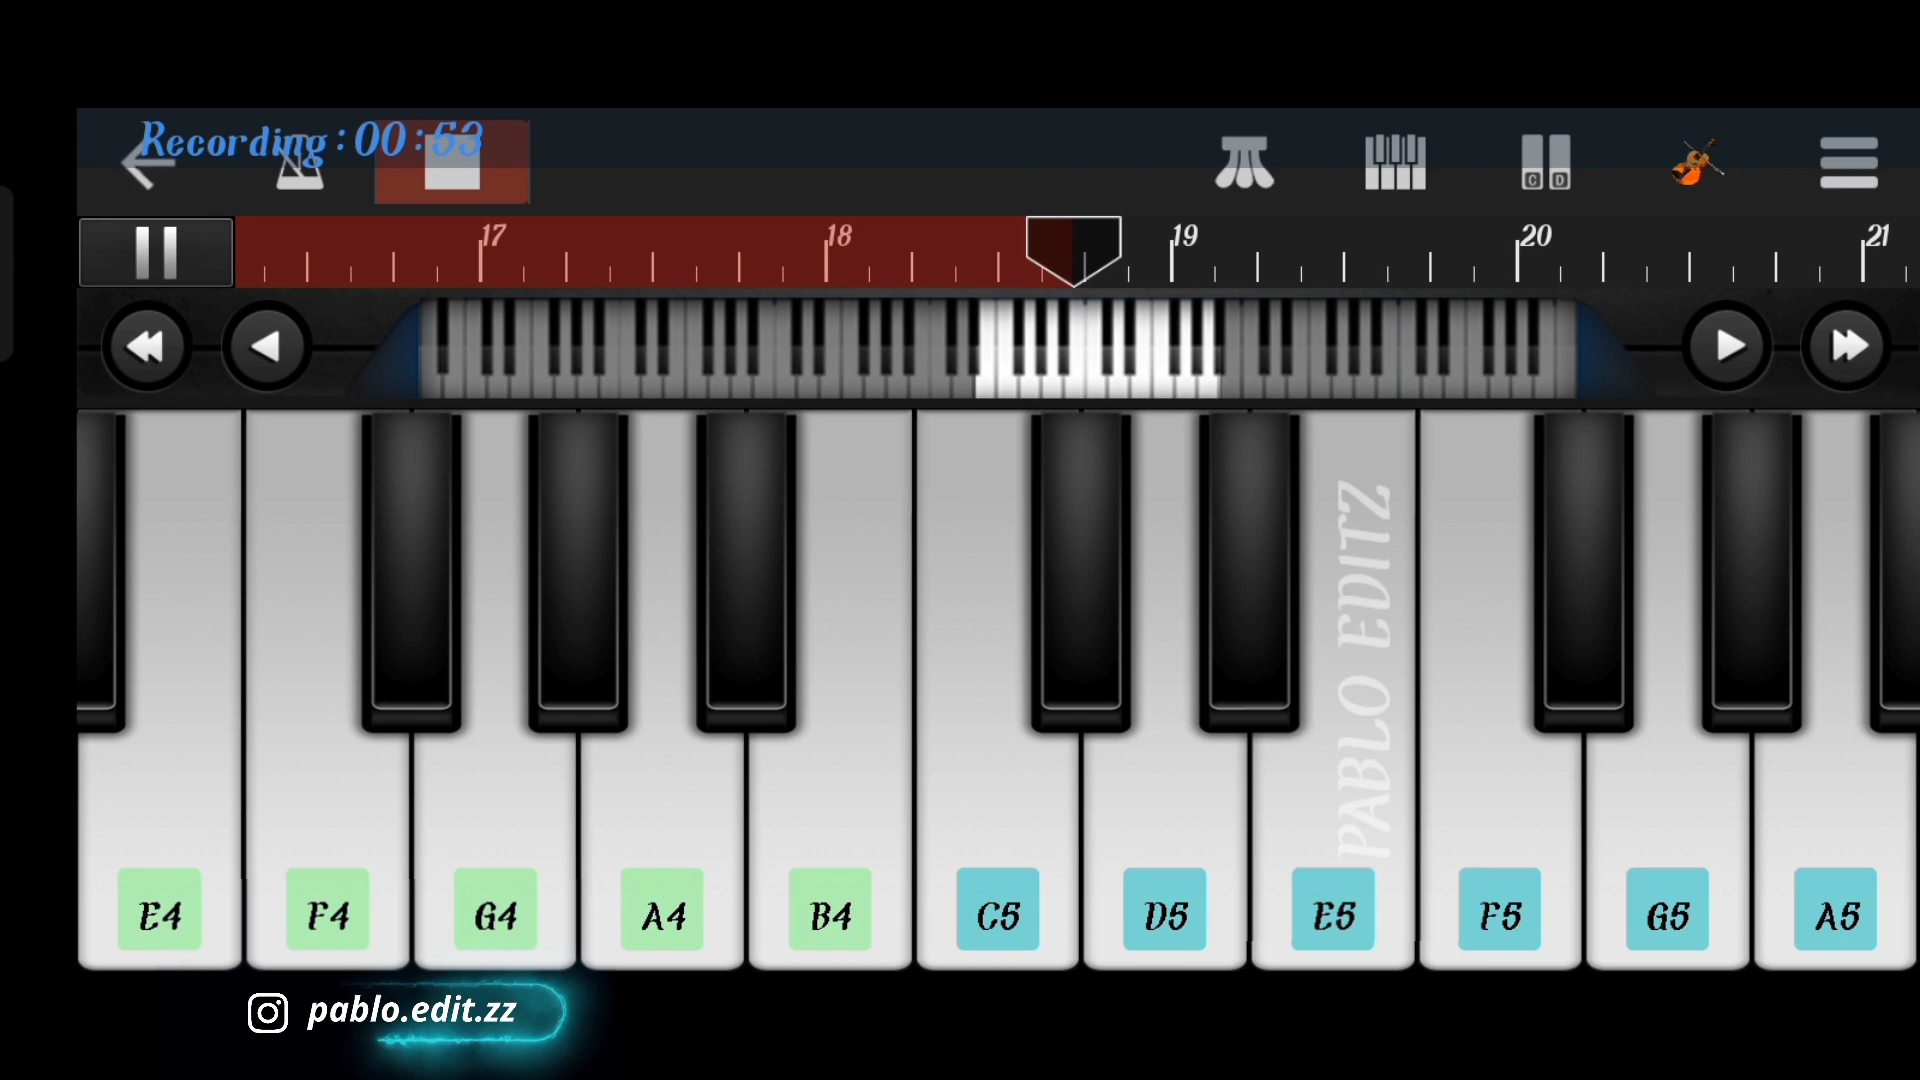 Recording:00:53
17 18 19 20 21
C D
PABLO EDITZ
E4 F4 G4 A4 B4 C5 D5 E5 F5 G5 A5
pablo.edit.zz